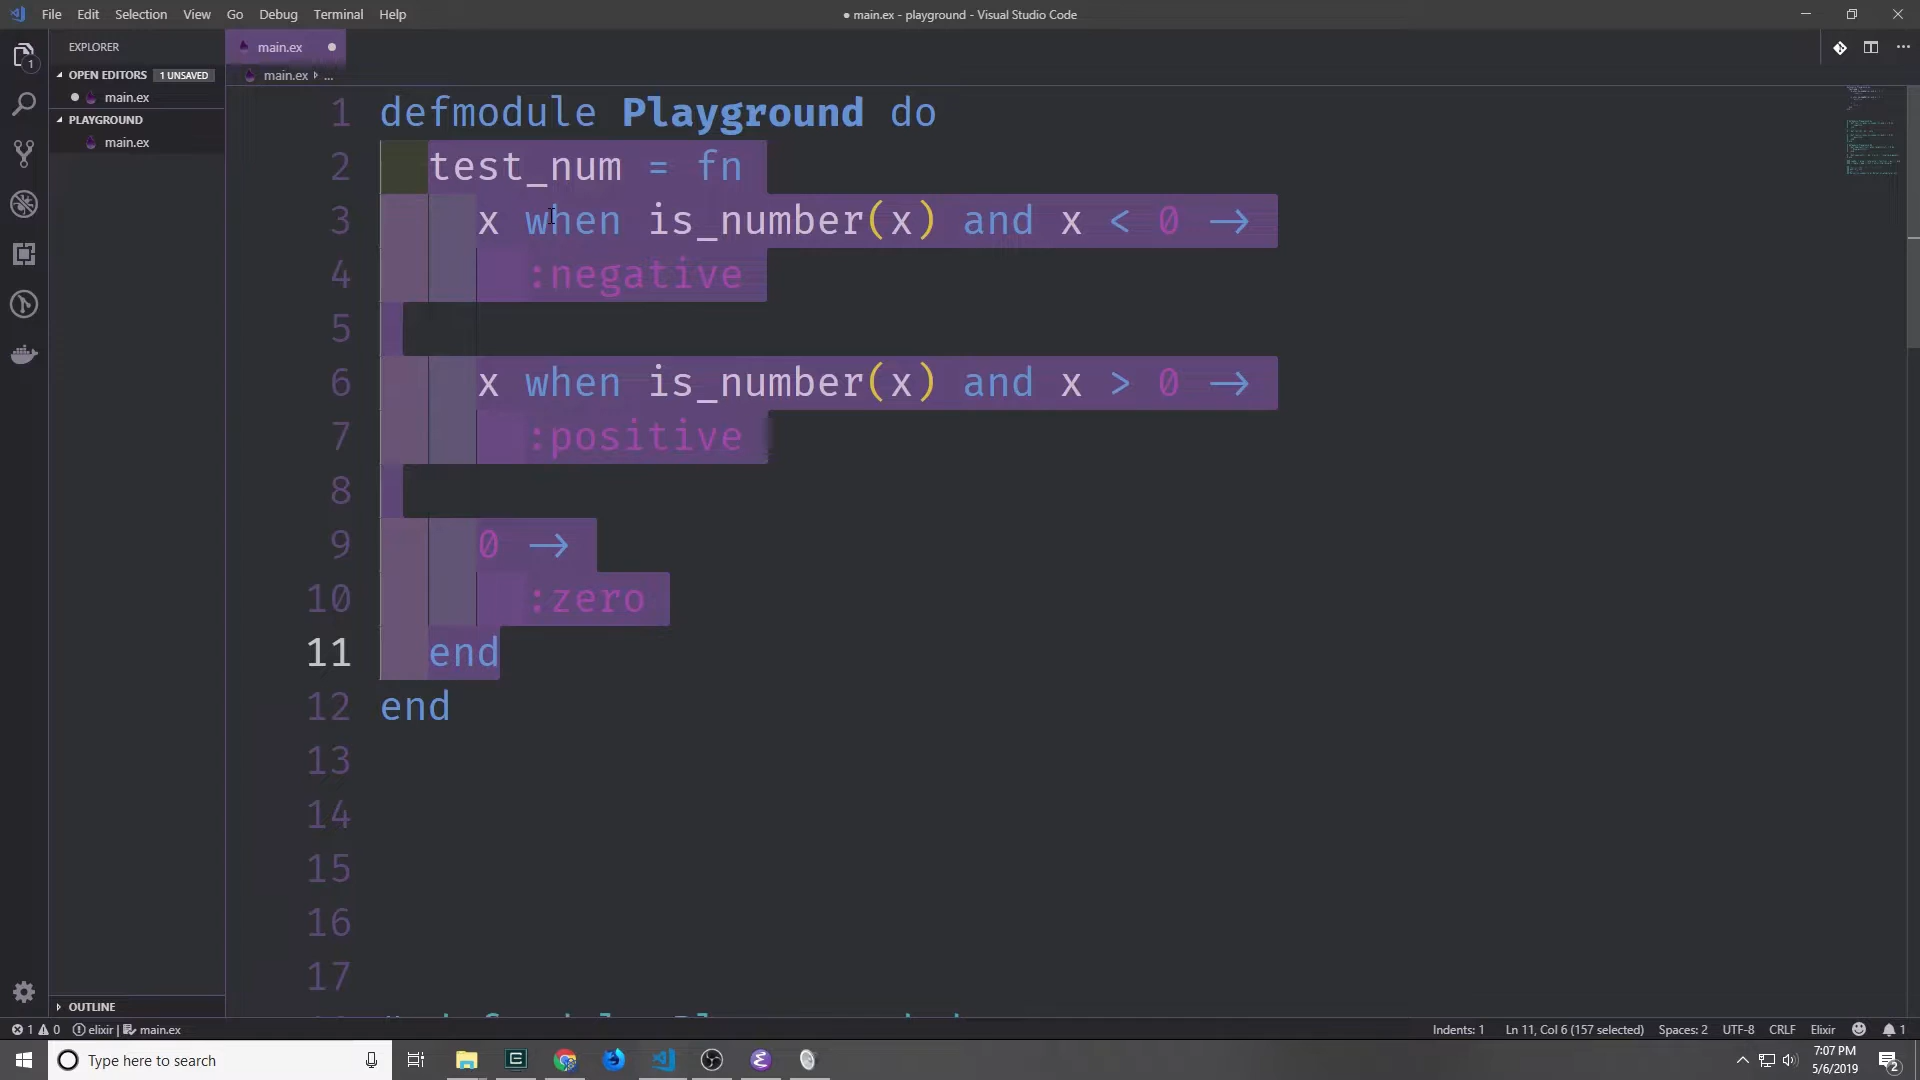 File Edit Selection View Go Debug Terminal Help
● main.ex - playground - Visual Studio Code
EXPLORER
main.ex
OPEN EDITORS 1 UNSAVED
main.ex ...
main.ex
PLAYGROUND
main.ex
1 defmodule Playground do
2 test_num = fn
3 x when is_number(x) and x < 0 ->
4 :negative
5
6 x when is_number(x) and x > 0 ->
7 :positive
8
9 0 ->
10 :zero
11 end
12 end
13
14
15
16
17
OUTLINE
1 0 elixir | main.ex
Indents: 1 Ln 11, Col 6 (157 selected) Spaces: 2 UTF-8 CRLF Elixir 1
Type here to search
7:07 PM
5/6/2019
2